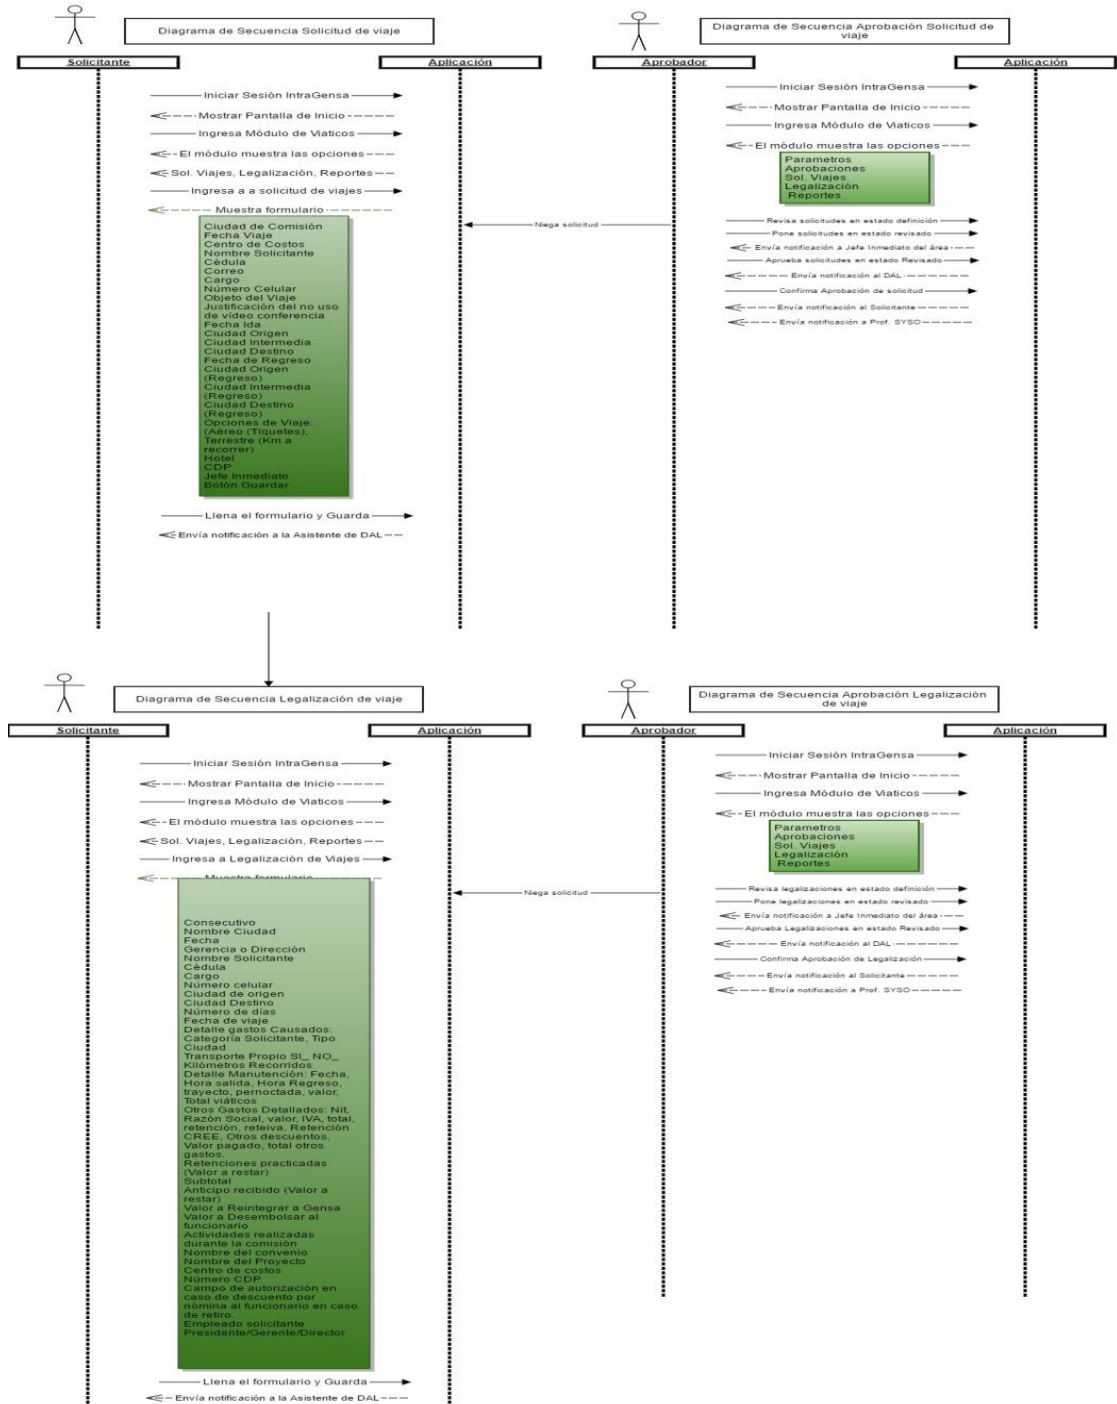 Diagrama de Secuencia Solicitud de viaje
Solicitante
Aplicación
Iniciar Sesión IntraGensa
Mostrar Pantalla de Inicio
Ingresa Módulo de Viaticos
El módulo muestra las opciones
Sol. Viajes, Legalización, Reportes
Ingresa a a solicitud de viajes
Muestra formulario
Ciudad de Comisión
Fecha Viaje
Centro de Costos
Nombre Solicitante
Cédula
Correo
Cargo
Número Celular
Objeto del Viaje
Justificación del no uso
de vídeo conferencia
Fecha Ida
Ciudad Origen
Ciudad Intermedia
Ciudad Destino
Fecha de Regreso
Ciudad Origen
(Regreso)
Ciudad Intermedia
(Regreso)
Ciudad Destino
(Regreso)
Opciones de Viaje:
(Aéreo (Tiquetes),
Terrestre (Km a
recorrer)
Hotel
CDP
Jefe Inmediato
Botón Guardar
Llena el formulario y Guarda
Envía notificación a la Asistente de DAL
Diagrama de Secuencia Aprobación Solicitud de
viaje
Aprobador
Aplicación
Iniciar Sesión IntraGensa
Mostrar Pantalla de Inicio
Ingresa Módulo de Viaticos
El módulo muestra las opciones
Parametros
Aprobaciones
Sol. Viajes
Legalización
Reportes
Niega solicitud
Revisa solicitudes en estado definición
Pone solicitudes en estado revisado
Envía notificación a Jefe Inmediato del área
Aprueba solicitudes en estado Revisado
Envía notificación al DAL
Confirma Aprobación de solicitud
Envía notificación al Solicitante
Envía notificación a Prof. SYSO
Diagrama de Secuencia Legalización de viaje
Solicitante
Aplicación
Iniciar Sesión IntraGensa
Mostrar Pantalla de Inicio
Ingresa Módulo de Viaticos
El módulo muestra las opciones
Sol. Viajes, Legalización, Reportes
Ingresa a Legalización de Viajes
Muestra formulario
Consecutivo
Nombre Ciudad
Fecha
Gerencia o Dirección
Nombre Solicitante
Cédula
Cargo
Número celular
Ciudad de origen
Ciudad Destino
Número de días
Fecha de viaje
Detalle gastos Causados:
Categoría Solicitante, Tipo
Ciudad
Transporte Propio SI_ NO_
Kilómetros Recorridos
Detalle Manutención: Fecha,
Hora salida, Hora Regreso,
trayecto, pernoctada, valor,
Total viáticos
Otros Gastos Detallados: Nit,
Razón Social, valor, IVA, total,
retención, reteiva, Retención
CREE, Otros descuentos,
Valor pagado, total otros
gastos.
Retenciones practicadas
(Valor a restar)
Subtotal
Anticipo recibido (Valor a
restar)
Valor a Reintegrar a Gensa
Valor a Desembolsar al
funcionario
Actividades realizadas
durante la comisión
Nombre del convenio
Nombre del Proyecto
Centro de costos
Número CDP
Campo de autorización en
caso de descuento por
nómina al funcionario en caso
de retiro.
Empleado solicitante
Presidente/Gerente/Director
Llena el formulario y Guarda
Envía notificación a la Asistente de DAL
Diagrama de Secuencia Aprobación Legalización
de viaje
Aprobador
Aplicación
Iniciar Sesión IntraGensa
Mostrar Pantalla de Inicio
Ingresa Módulo de Viaticos
El módulo muestra las opciones
Parametros
Aprobaciones
Sol. Viajes
Legalización
Reportes
Niega solicitud
Revisa legalizaciones en estado definición
Pone legalizaciones en estado revisado
Envía notificación a Jefe Inmediato del área
Aprueba Legalizaciones en estado Revisado
Envía notificación al DAL
Confirma Aprobación de Legalización
Envía notificación al Solicitante
Envía notificación a Prof. SYSO